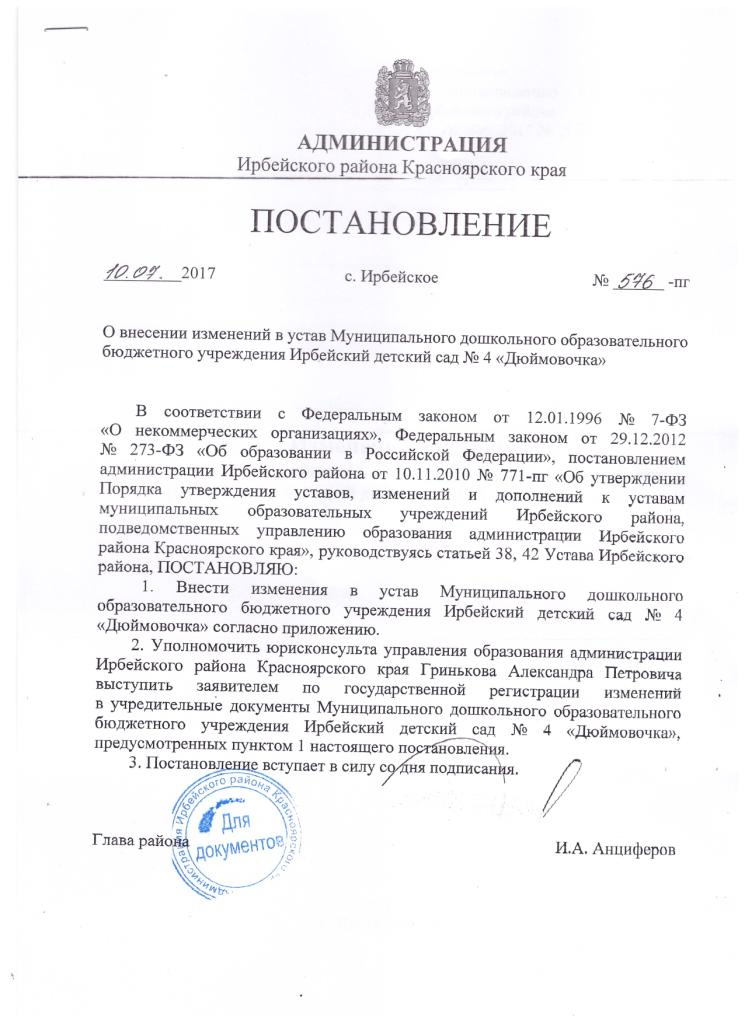 АДМИНИСТРАЦИЯ
Ирбейского района Красноярского края
ПОСТАНОВЛЕНИЕ
10.07. 2017 с. Ирбейское № 576 -пг
О внесении изменений в устав Муниципального дошкольного образовательного
бюджетного учреждения Ирбейский детский сад № 4 «Дюймовочка»
В соответствии с Федеральным законом от 12.01.1996 № 7-ФЗ
«О некоммерческих организациях», Федеральным законом от 29.12.2012
№ 273-ФЗ «Об образовании в Российской Федерации», постановлением
администрации Ирбейского района от 10.11.2010 № 771-пг «Об утверждении
Порядка утверждения уставов, изменений и дополнений к уставам
муниципальных образовательных учреждений Ирбейского района,
подведомственных управлению образования администрации Ирбейского
района Красноярского края», руководствуясь статьей 38, 42 Устава Ирбейского
района, ПОСТАНОВЛЯЮ:
1. Внести изменения в устав Муниципального дошкольного
образовательного бюджетного учреждения Ирбейский детский сад № 4
«Дюймовочка» согласно приложению.
2. Уполномочить юрисконсульта управления образования администрации
Ирбейского района Красноярского края Гринькова Александра Петровича
выступить заявителем по государственной регистрации изменений
в учредительные документы Муниципального дошкольного образовательного
бюджетного учреждения Ирбейский детский сад № 4 «Дюймовочка»,
предусмотренных пунктом 1 настоящего постановления.
3. Постановление вступает в силу со дня подписания.
Администрация Ирбейского района Красноярского
Для
документов
Глава района И.А. Анциферов